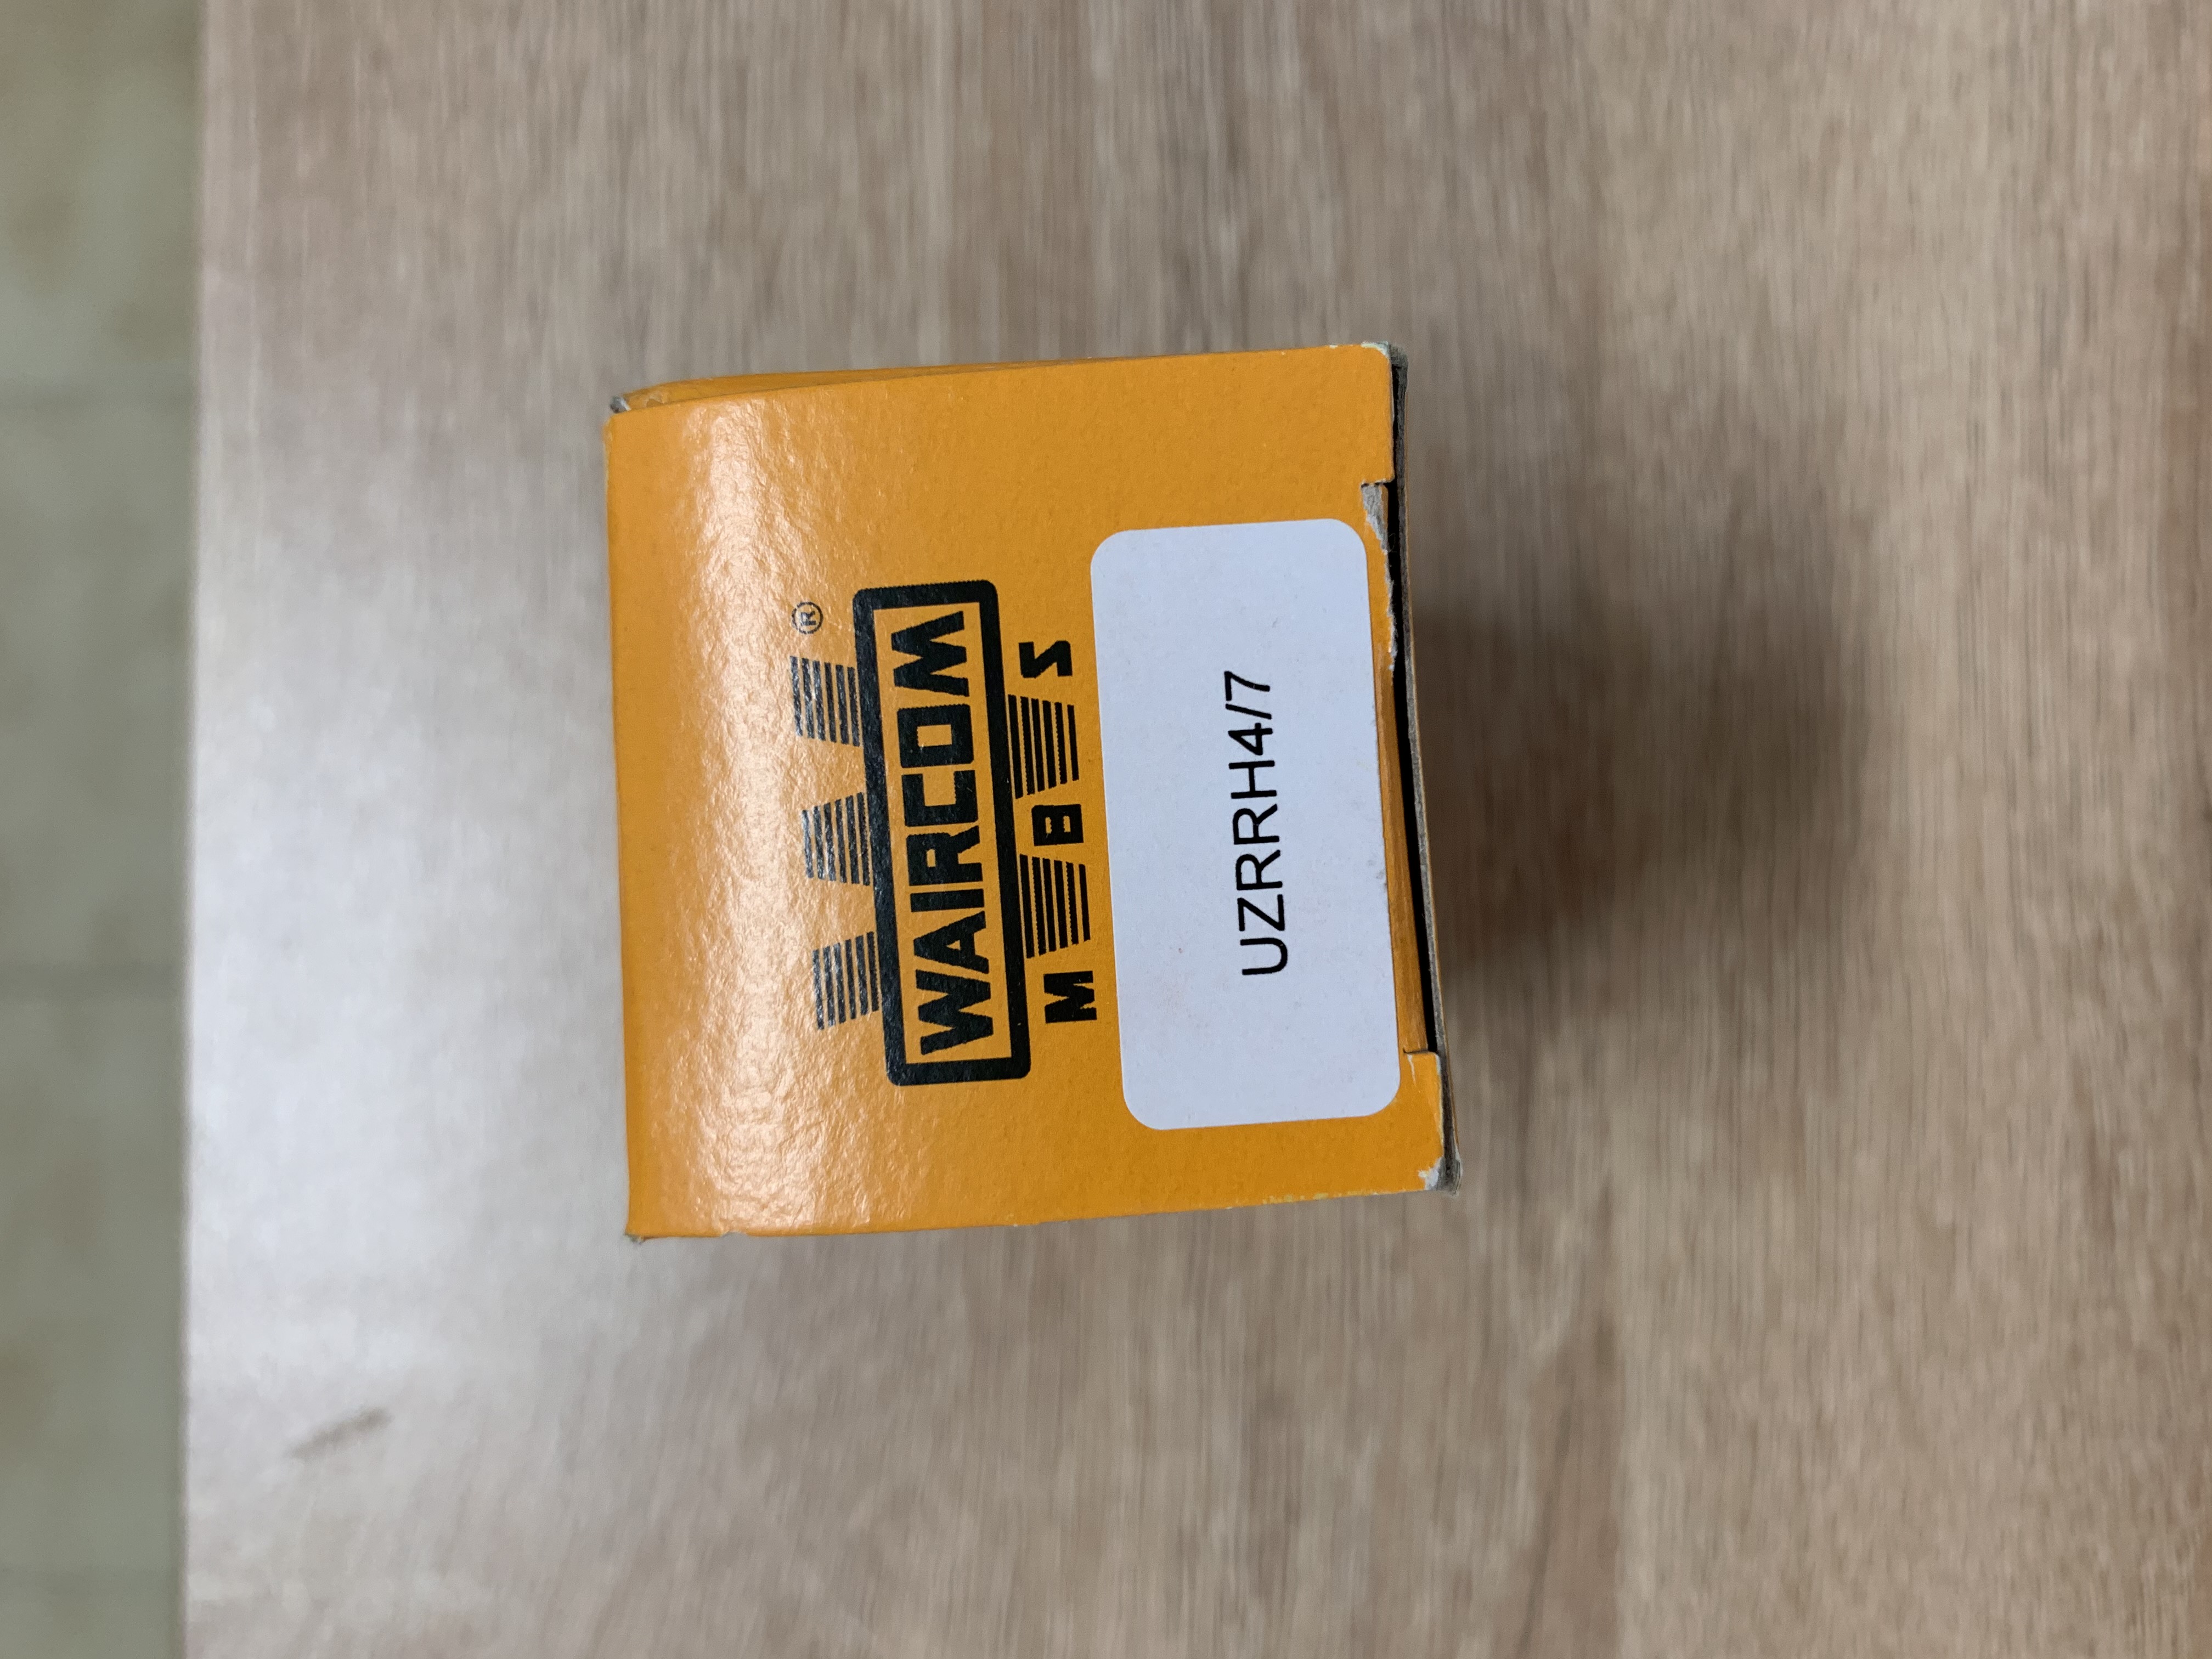 ®
WAIRCOM
M B S
UZRRH4/7